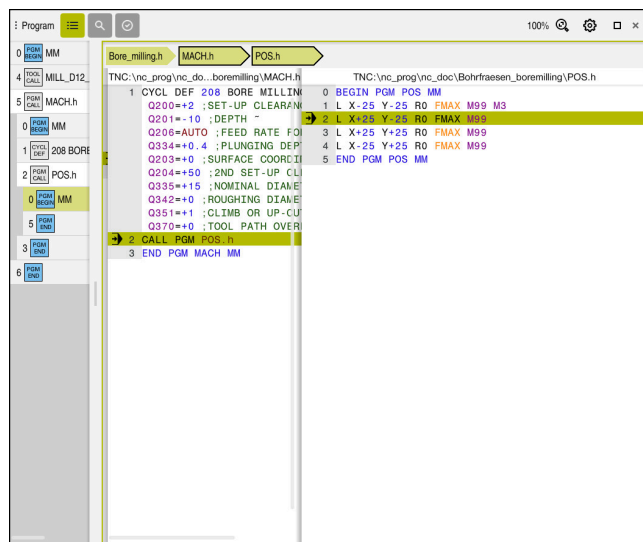 Program
100%
0 PGM BEGIN MM
4 TOOL CALL MILL_D12_
5 PGM CALL MACH.h
0 PGM BEGIN MM
1 CYCL DEF 208 BORE
2 PGM CALL POS.h
0 PGM BEGIN MM
5 PGM END
3 PGM END
6 PGM END
Bore_milling.h MACH.h POS.h
TNC:\nc_prog\nc_do...boremilling\MACH.h
1 CYCL DEF 208 BORE MILLING
Q200=+2 ;SET-UP CLEARAN
Q201=-10 ;DEPTH ~
Q206=AUTO ;FEED RATE FO
Q334=+0.4 ;PLUNGING DEP
Q203=+0 ;SURFACE COORDI
Q204=+50 ;2ND SET-UP CL
Q335=+15 ;NOMINAL DIAME
Q342=+0 ;ROUGHING DIAME
Q351=+1 ;CLIMB OR UP-CU
Q370=+0 ;TOOL PATH OVER
2 CALL PGM POS.h
3 END PGM MACH MM
TNC:\nc_prog\nc_doc\Bohrfraesen_boremilling\POS.h
0 BEGIN PGM POS MM
1 L X-25 Y-25 R0 FMAX M99 M3
2 L X+25 Y-25 R0 FMAX M99
3 L X+25 Y+25 R0 FMAX M99
4 L X-25 Y+25 R0 FMAX M99
5 END PGM POS MM